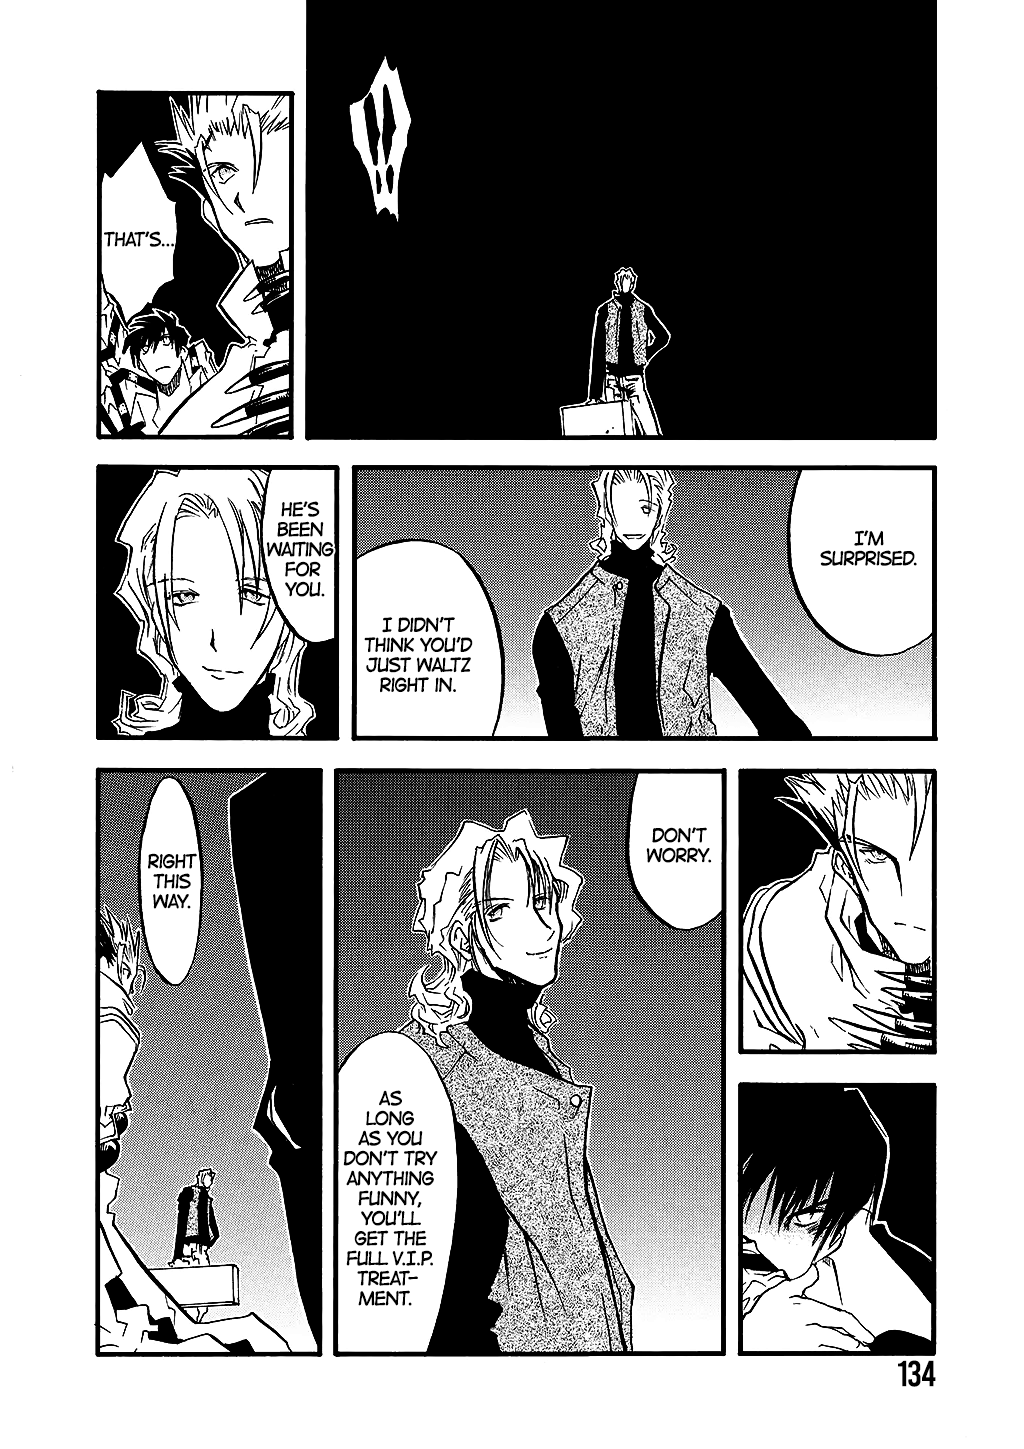 !!
THAT'S...
I'M
SURPRISED.
I DIDN'T
THINK YOU'D
JUST WALTZ
RIGHT IN.
HE'S
BEEN
WAITING
FOR
YOU.
DON'T
WORRY.
AS
LONG
AS YOU
DON'T TRY
ANYTHING
FUNNY,
YOU'LL
GET THE
FULL V.I.P.
TREAT-
MENT.
RIGHT
THIS
WAY.
134